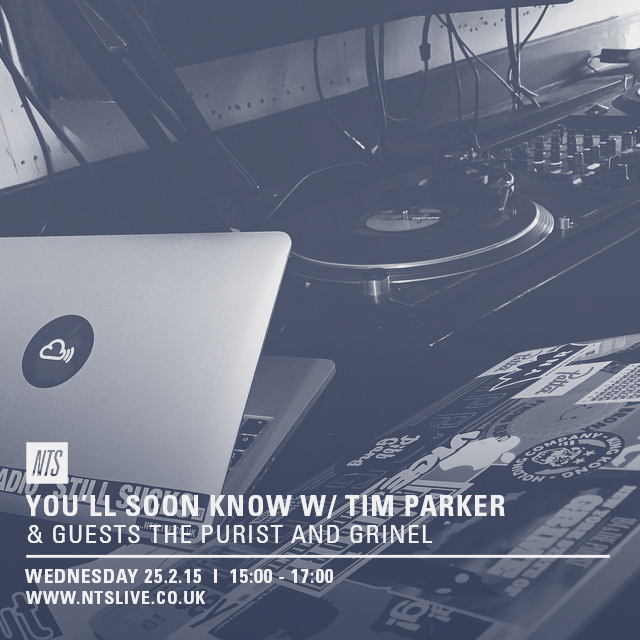 NTS
YOU'LL SOON KNOW W/ TIM PARKER
& GUESTS THE PURIST AND GRINEL
WEDNESDAY 25.2.15 | 15:00 - 17:00
WWW.NTSLIVE.CO.UK